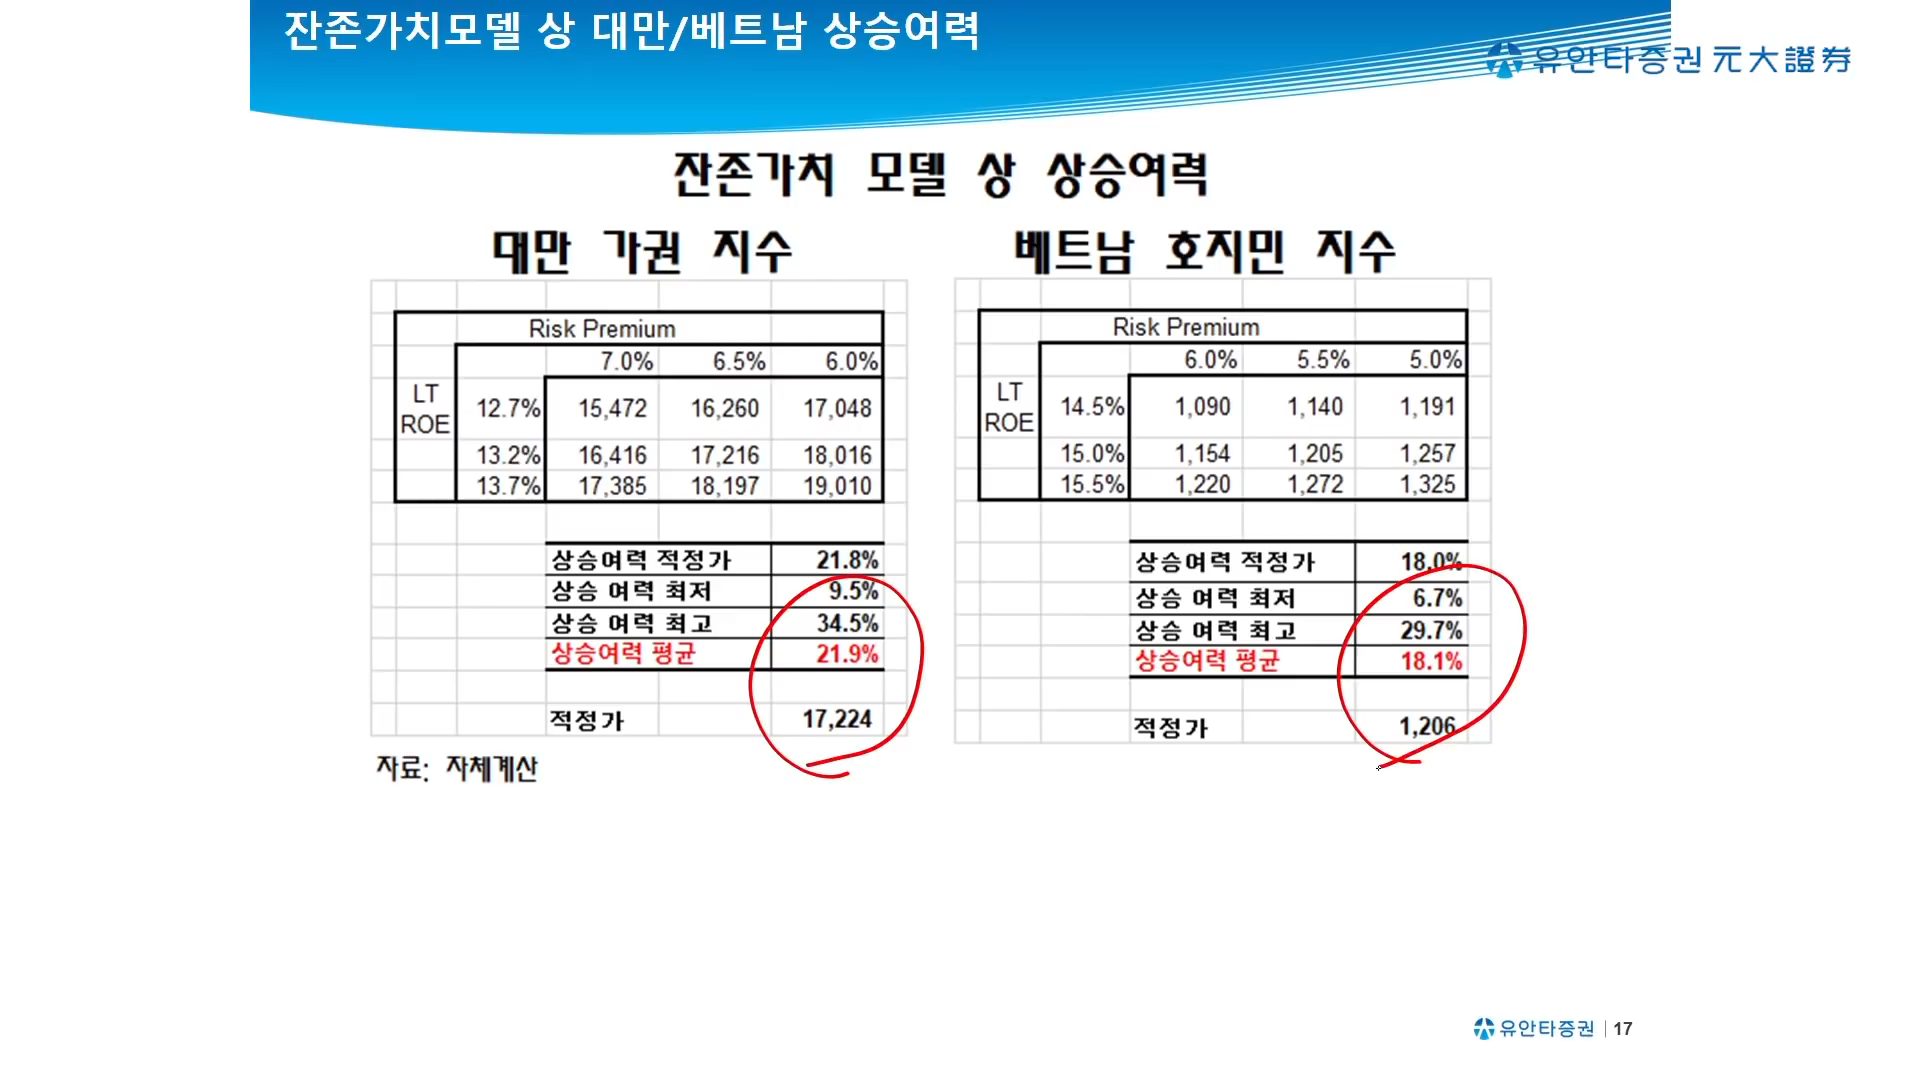 잔존가치모델 상 대만/베트남 상승여력
유안타증권 元大證券
잔존가치 모델 상 상승여력
대만 가권 지수
Risk Premium
7.0% 6.5% 6.0%
LT ROE
12.7% 15,472 16,260 17,048
13.2% 16,416 17,216 18,016
13.7% 17,385 18,197 19,010
상승여력 적정가 21.8%
상승 여력 최저 9.5%
상승 여력 최고 34.5%
상승여력 평균 21.9%
적정가 17,224
베트남 호지민 지수
Risk Premium
6.0% 5.5% 5.0%
LT ROE
14.5% 1,090 1,140 1,191
15.0% 1,154 1,205 1,257
15.5% 1,220 1,272 1,325
상승여력 적정가 18.0%
상승 여력 최저 6.7%
상승 여력 최고 29.7%
상승여력 평균 18.1%
적정가 1,206
자료: 자체계산
유안타증권 | 17